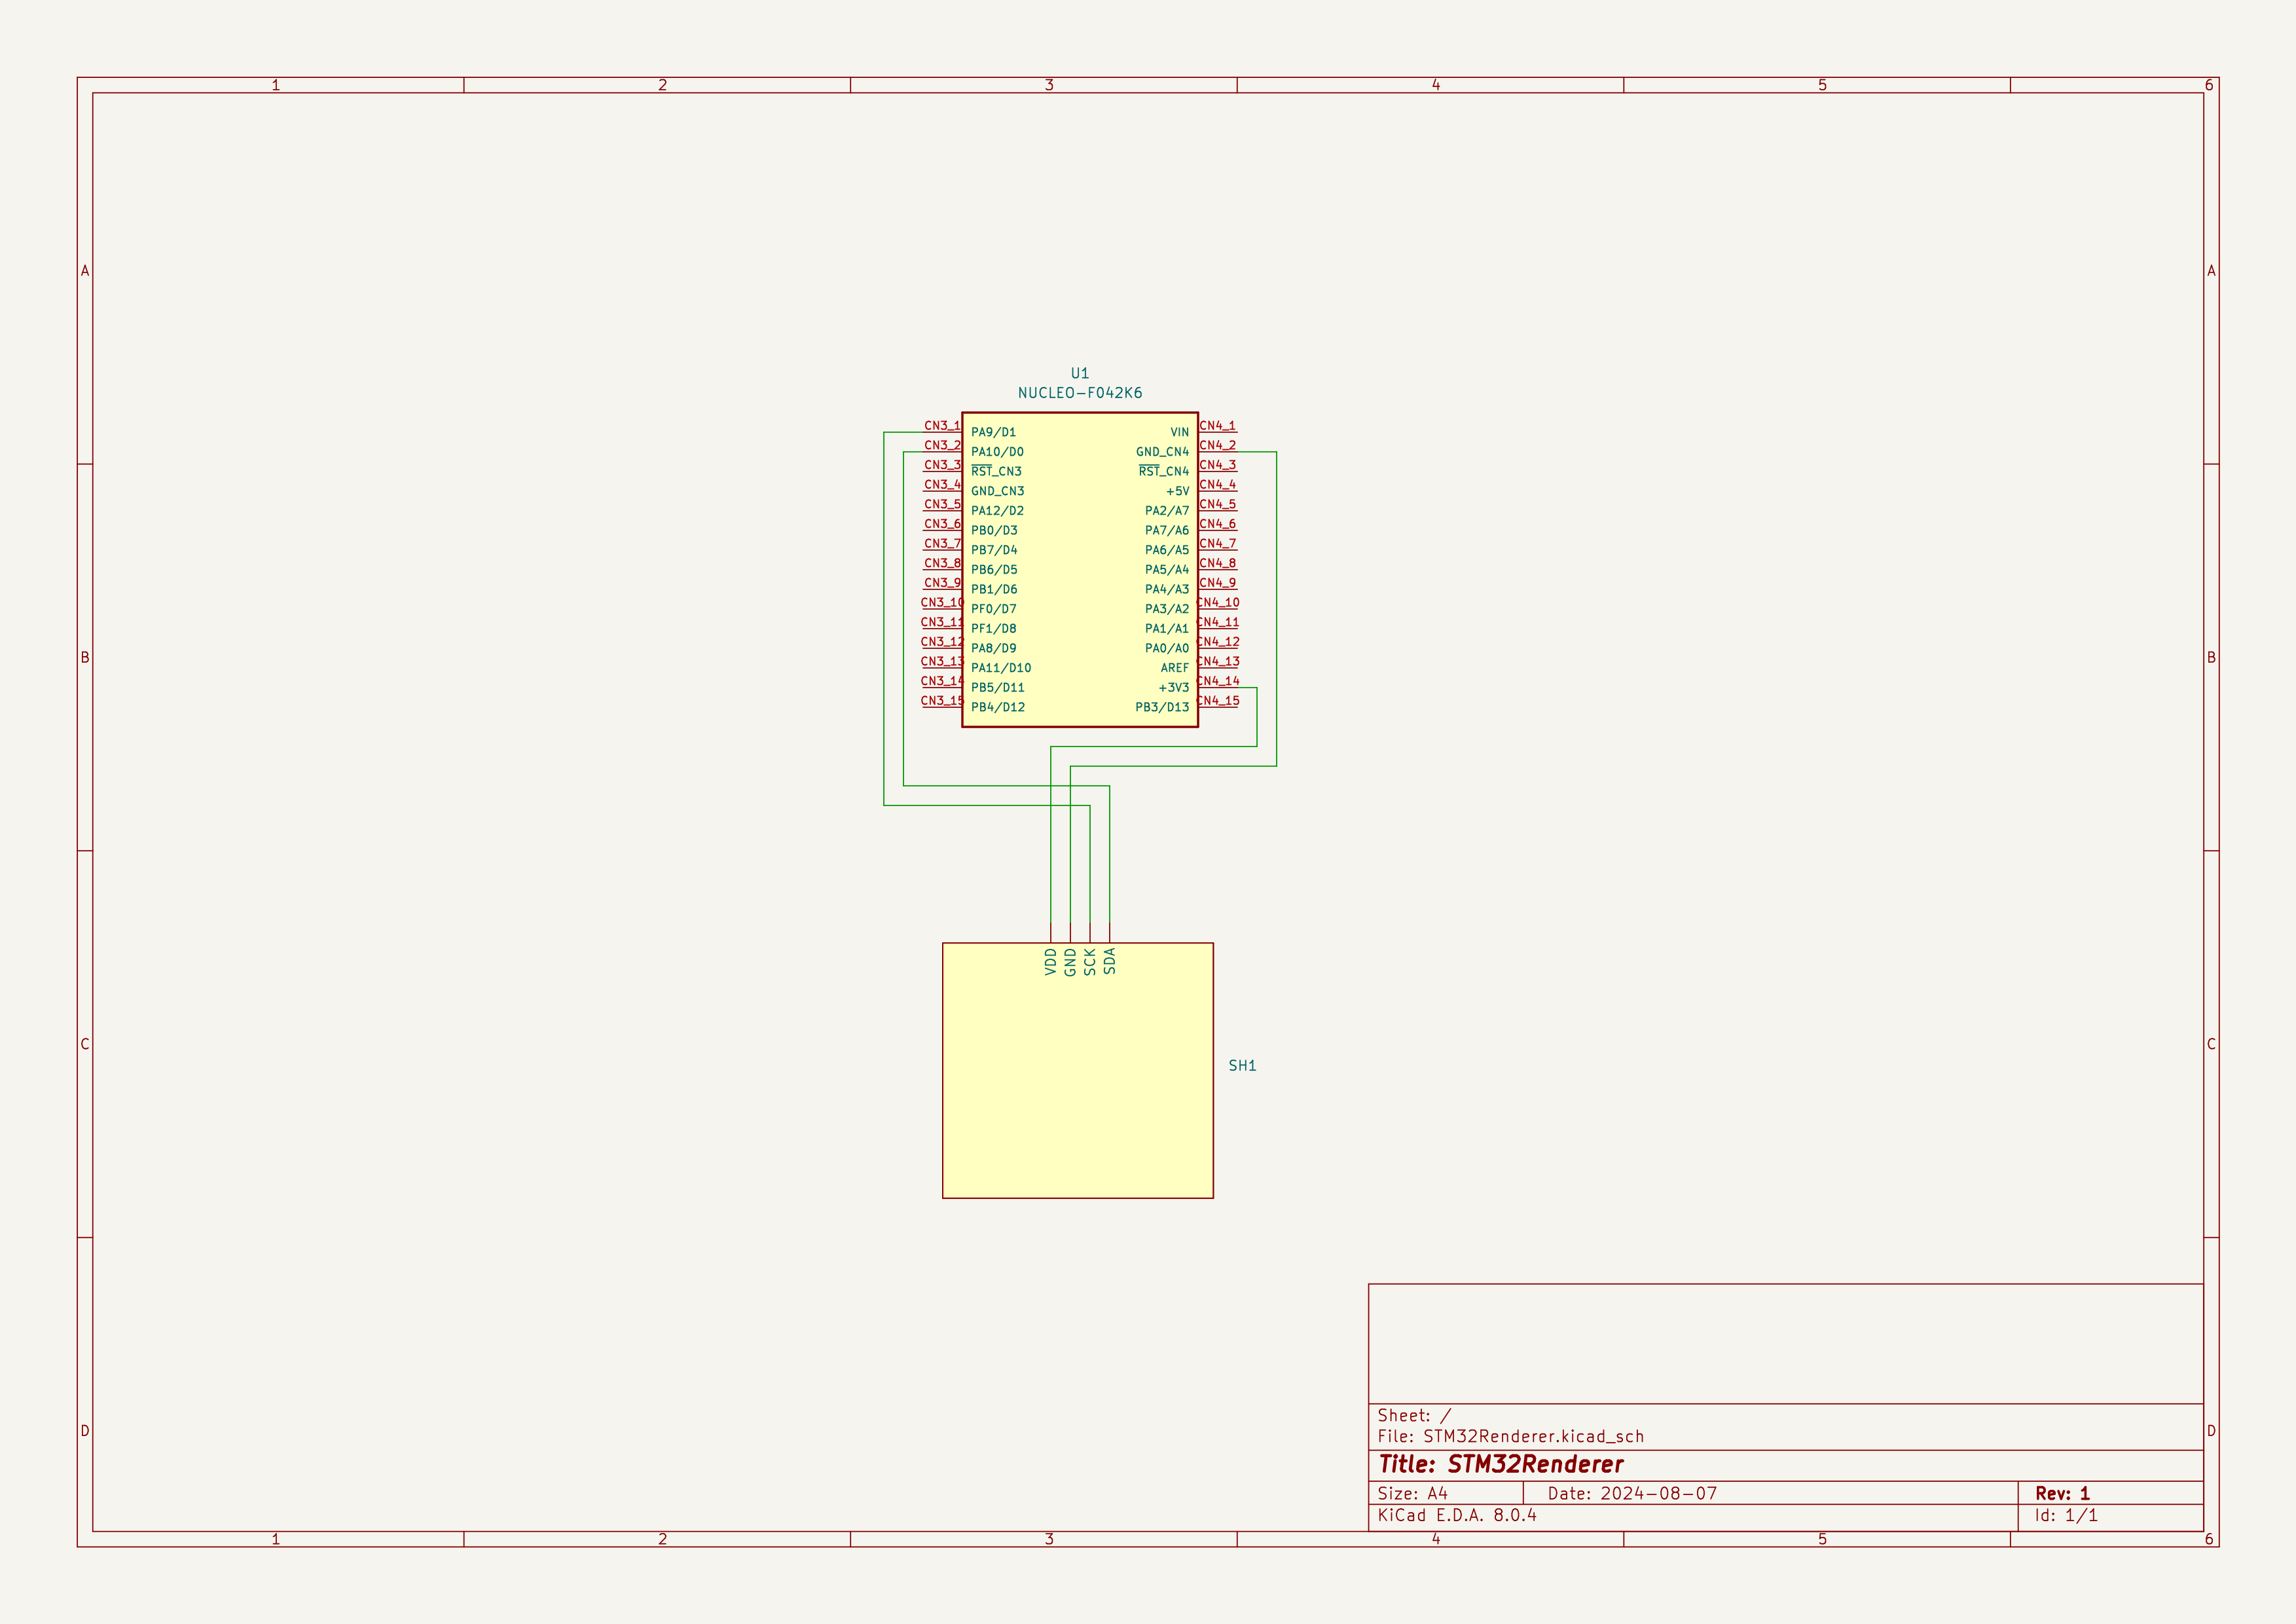 1 2 3 4 5 6
A A
U1
NUCLEO-F042K6
CN3_1 PA9/D1 VIN CN4_1
CN3_2 PA10/D0 GND_CN4 CN4_2
CN3_3 RST_CN3 RST_CN4 CN4_3
CN3_4 GND_CN3 +5V CN4_4
CN3_5 PA12/D2 PA2/A7 CN4_5
CN3_6 PB0/D3 PA7/A6 CN4_6
CN3_7 PB7/D4 PA6/A5 CN4_7
CN3_8 PB6/D5 PA5/A4 CN4_8
CN3_9 PB1/D6 PA4/A3 CN4_9
CN3_10 PF0/D7 PA3/A2 CN4_10
CN3_11 PF1/D8 PA1/A1 CN4_11
CN3_12 PA8/D9 PA0/A0 CN4_12
B B
CN3_13 PA11/D10 AREF CN4_13
CN3_14 PB5/D11 +3V3 CN4_14
CN3_15 PB4/D12 PB3/D13 CN4_15
VDD
GND
SCK
SDA
C C
SH1
Sheet: /
D D
File: STM32Renderer.kicad_sch
Title: STM32Renderer
Size: A4 Date: 2024-08-07 Rev: 1
KiCad E.D.A. 8.0.4 Id: 1/1
1 2 3 4 5 6